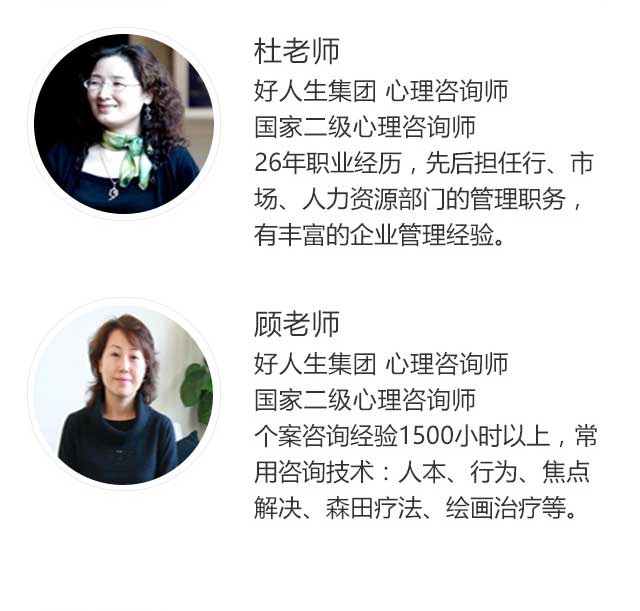 杜老师
好人生集团 心理咨询师
国家二级心理咨询师
26年职业经历，先后担任行、市
场、人力资源部门的管理职务，
有丰富的企业管理经验。
顾老师
好人生集团 心理咨询师
国家二级心理咨询师
个案咨询经验1500小时以上，常
用咨询技术：人本、行为、焦点
解决、森田疗法、绘画治疗等。